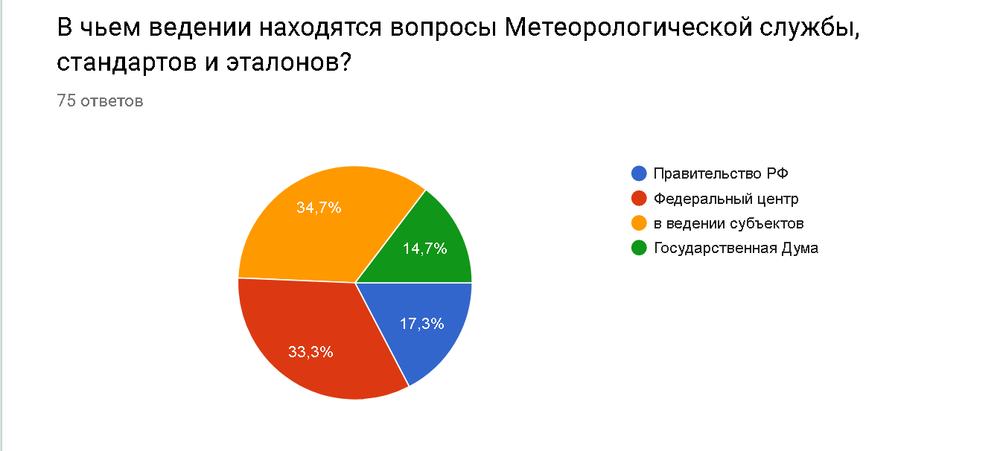 В чьем ведении находятся вопросы Метеорологической службы,
стандартов и эталонов?
75 ответов
34,7%
14,7%
17,3%
33,3%
Правительство РФ
Федеральный центр
в ведении субъектов
Государственная Дума